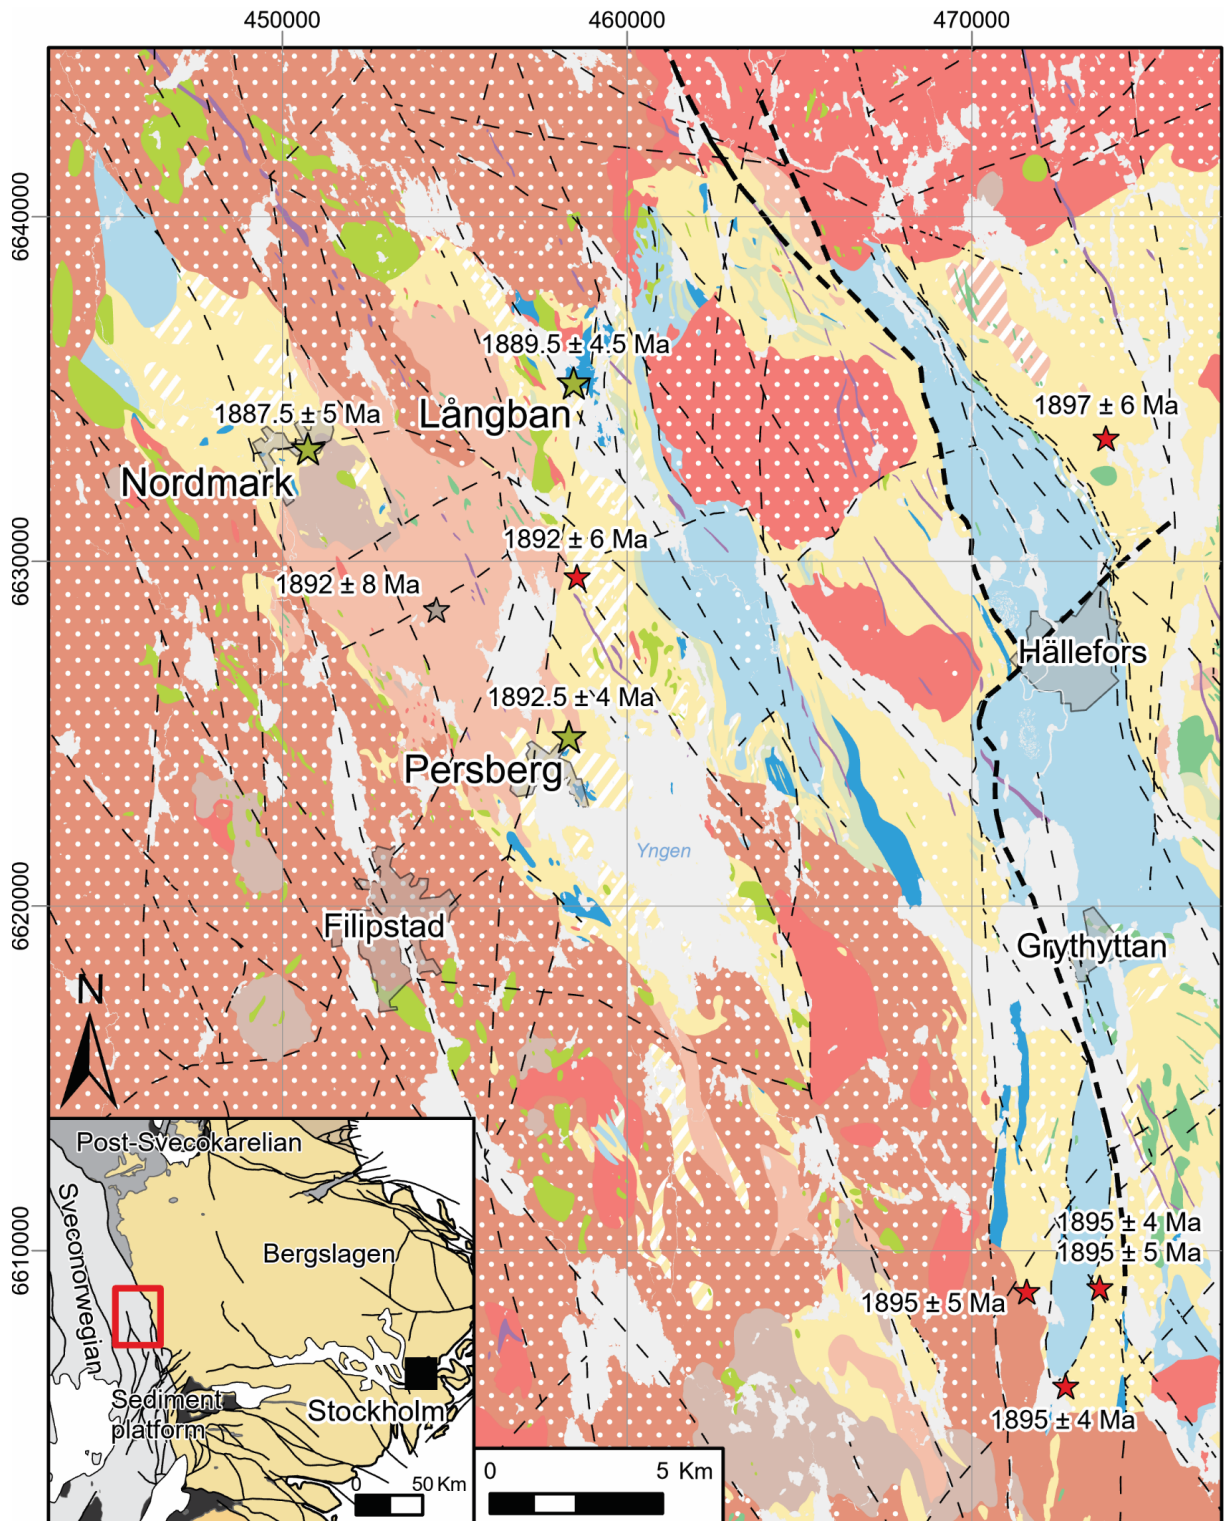 450000
460000
470000
6640000
6630000
6620000
6610000
1889.5 ± 4.5 Ma
Långban
1887.5 ± 5 Ma
Nordmark
1897 ± 6 Ma
1892 ± 6 Ma
1892 ± 8 Ma
Hällefors
1892.5 ± 4 Ma
Persberg
Yngen
Filipstad
Grythyttan
N
1895 ± 4 Ma
1895 ± 5 Ma
1895 ± 5 Ma
1895 ± 4 Ma
Post-Svecokarelian
Sveconorwegian
Bergslagen
Sediment
platform
Stockholm
0 50 Km
0 5 Km